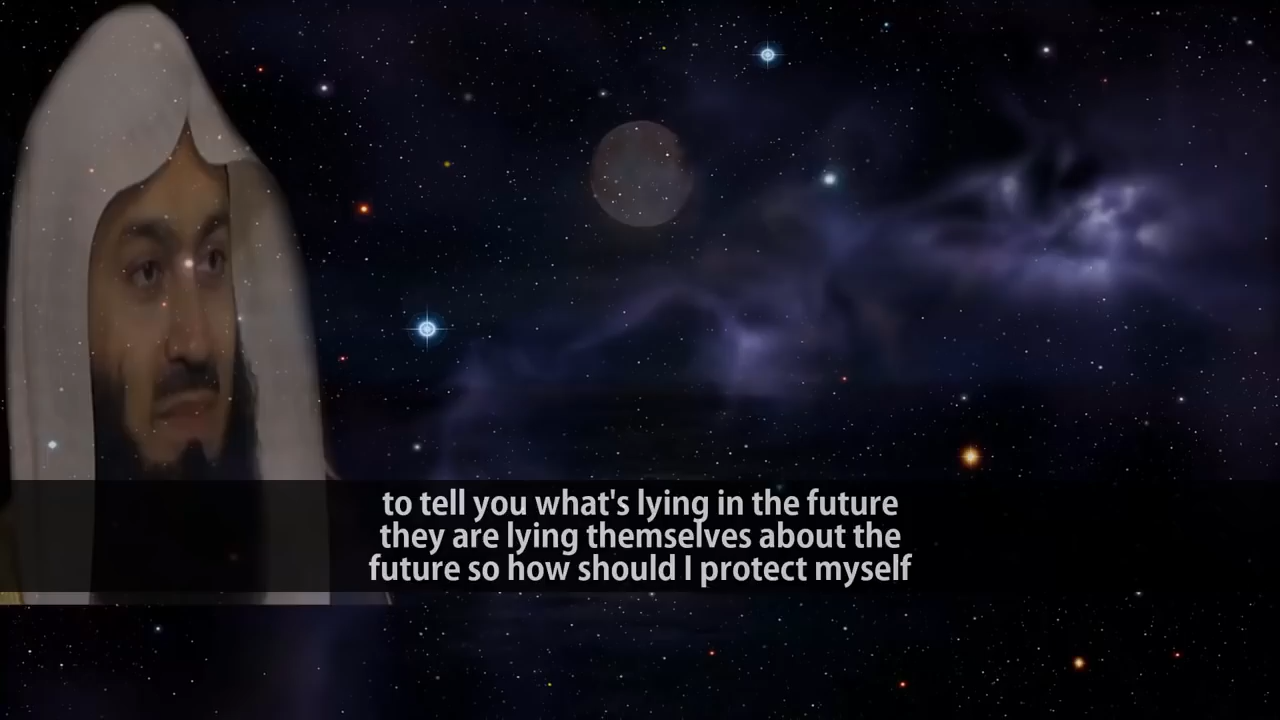 to tell you what's lying in the future
they are lying themselves about the
future so how should I protect myself